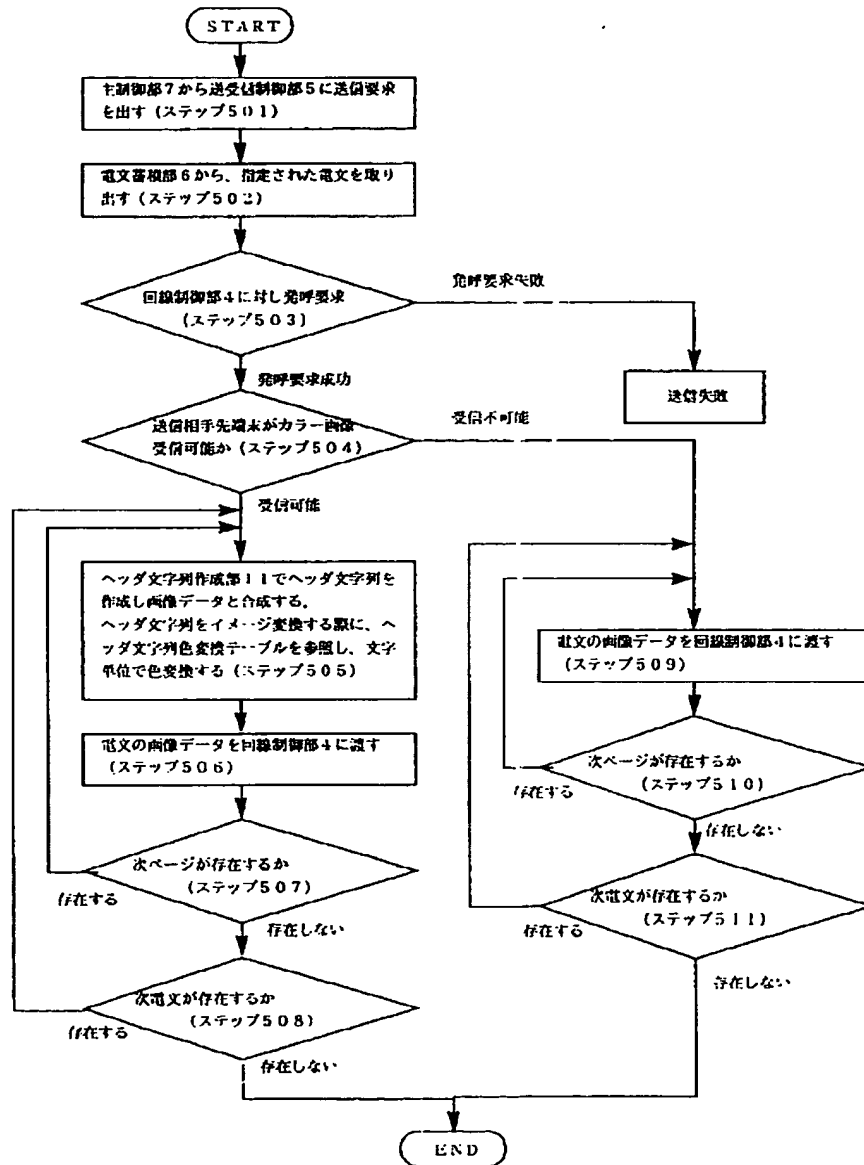 START
主制御部7から送受信制御部5に送信要求
を出す(ステップ501)
電文蓄積部6から、指定された電文を取り
出す(ステップ502)
回線制御部4に対し発呼要求
(ステップ503)
発呼要求失敗
発呼要求成功
送信失敗
送信相手先端末がカラー画像
受信可能か(ステップ504)
受信不可能
受信可能
ヘッダ文字列作成部11でヘッダ文字列を
作成し画像データと合成する。
ヘッダ文字列をイメージ変換する際に、ヘ
ッダ文字列色変換テーブルを参照し、文字
単位で色変換する(ステップ505)
電文の画像データを回線制御部4に渡す
(ステップ506)
次ページが存在するか
(ステップ507)
存在する
存在しない
次電文が存在するか
(ステップ508)
存在する
存在しない
電文の画像データを回線制御部4に渡す
(ステップ509)
次ページが存在するか
(ステップ510)
存在する
存在しない
次電文が存在するか
(ステップ511)
存在する
存在しない
END